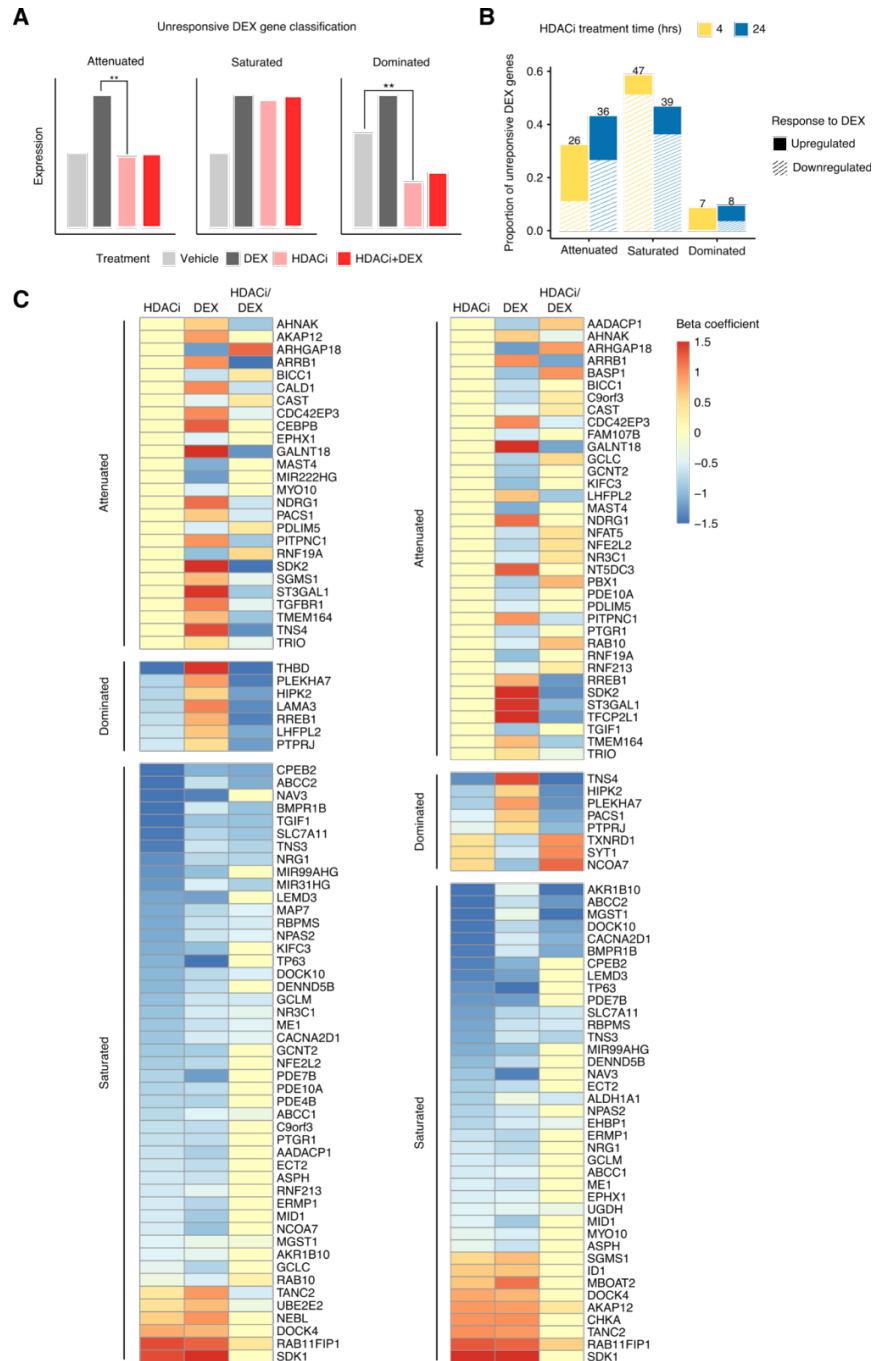 A
Unresponsive DEX gene classification
Attenuated
Saturated
Dominated
**
**
Expression
Treatment
Vehicle
DEX
HDACi
HDACi+DEX
B
HDACi treatment time (hrs)
4
24
Proportion of unresponsive DEX genes
0.6
0.4
0.2
0.0
26
36
47
39
7
8
Attenuated
Saturated
Dominated
Response to DEX
Upregulated
Downregulated
C
HDACi DEX HDACi/
DEX
Attenuated
AHNAK
AKAP12
ARHGAP18
ARRB1
BICC1
CALD1
CAST
CDC42EP3
CEBPB
EPHX1
GALNT18
MAST4
MIR222HG
MYO10
NDRG1
PACS1
PDLIM5
PITPNC1
RNF19A
SDK2
SGMS1
ST3GAL1
TGFBR1
TMEM164
TNS4
TRIO
Dominated
THBD
PLEKHA7
HIPK2
LAMA3
RREB1
LHFPL2
PTPRJ
Saturated
CPEB2
ABCC2
NAV3
BMPR1B
TGIF1
SLC7A11
TNS3
NRG1
MIR99AHG
MIR31HG
LEMD3
MAP7
RBPMS
NPAS2
KIFC3
TP63
DOCK10
DENND5B
GCLM
NR3C1
ME1
CACNA2D1
GCNT2
NFE2L2
PDE7B
PDE10A
PDE4B
ABCC1
C9orf3
PTGR1
AADACP1
ECT2
ASPH
RNF213
ERMP1
MID1
NCOA7
MGST1
AKR1B10
GCLC
RAB10
TANC2
UBE2E2
NEBL
DOCK4
RAB11FIP1
SDK1
HDACi DEX HDACi/
DEX
Attenuated
AADACP1
AHNAK
ARHGAP18
ARRB1
BASP1
BICC1
C9orf3
CAST
CDC42EP3
FAM107B
GALNT18
GCLC
GCNT2
KIFC3
LHFPL2
MAST4
NDRG1
NFAT5
NFE2L2
NR3C1
NT5DC3
PBX1
PDE10A
PDLIM5
PITPNC1
PTGR1
RAB10
RNF19A
RNF213
RREB1
SDK2
ST3GAL1
TFCP2L1
TGIF1
TMEM164
TRIO
Dominated
TNS4
HIPK2
PLEKHA7
PACS1
PTPRJ
TXNRD1
SYT1
NCOA7
Saturated
AKR1B10
ABCC2
MGST1
DOCK10
CACNA2D1
BMPR1B
CPEB2
LEMD3
TP63
PDE7B
SLC7A11
RBPMS
TNS3
MIR99AHG
DENND5B
NAV3
ECT2
ALDH1A1
NPAS2
EHBP1
ERMP1
NRG1
GCLM
ABCC1
ME1
EPHX1
UGDH
MID1
MYO10
ASPH
SGMS1
ID1
MBOAT2
DOCK4
AKAP12
CHKA
TANC2
RAB11FIP1
SDK1
Beta coefficient
1.5
1
0.5
0
−0.5
−1
−1.5